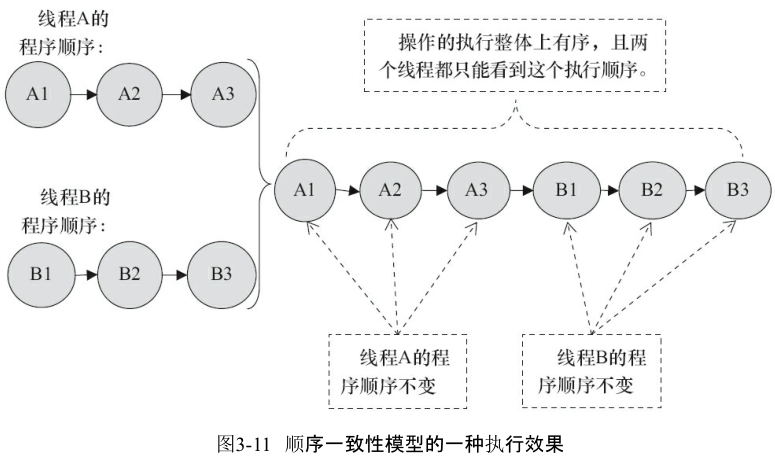 线程A的
程序顺序：
A1
A2
A3
线程B的
程序顺序：
B1
B2
B3
操作的执行整体上有序，且两
个线程都只能看到这个执行顺序。
A1
A2
A3
B1
B2
B3
线程A的程
序顺序不变
线程B的程
序顺序不变
图3-11 顺序一致性模型的一种执行效果